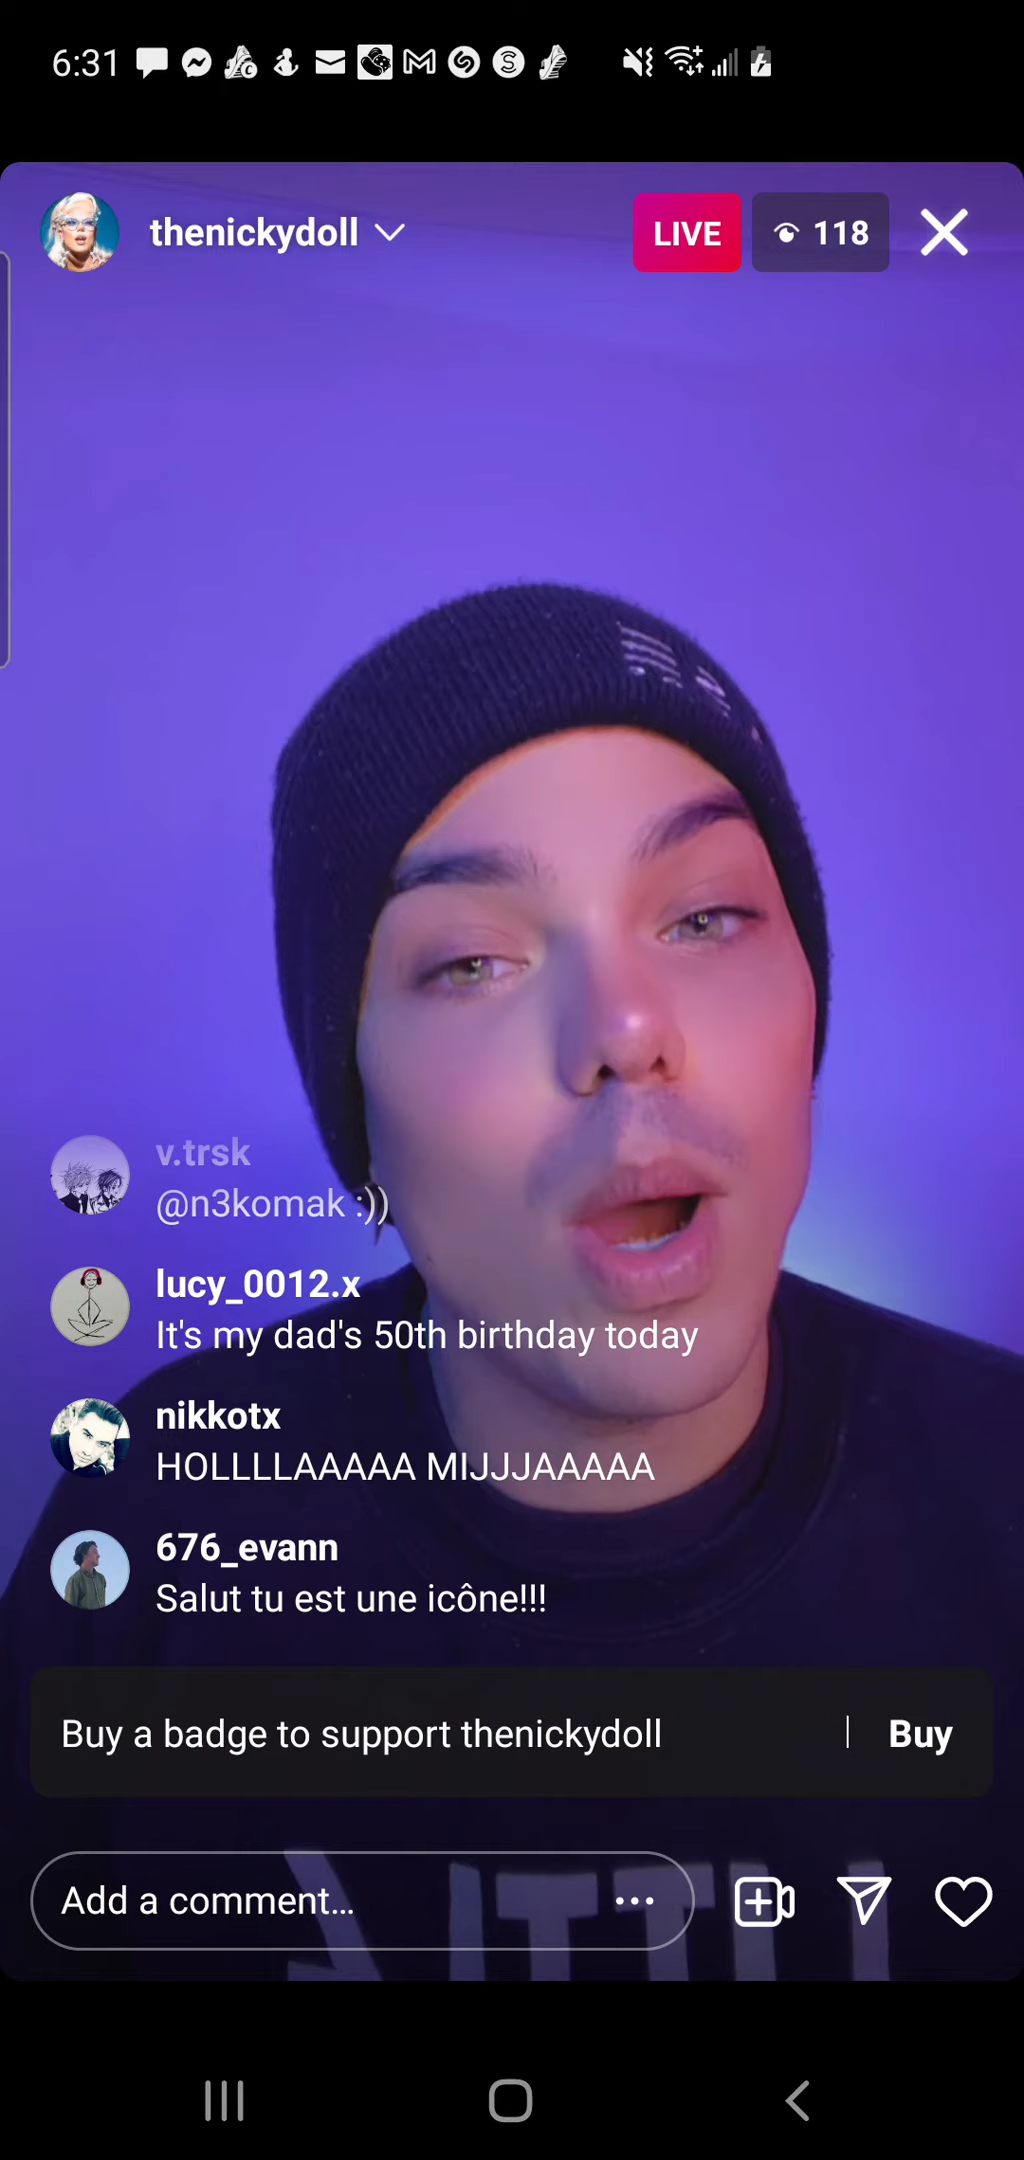 6:31
thenickydoll
LIVE
118
v.trsk
@n3komak :))
lucy_0012.x
It's my dad's 50th birthday today
nikkotx
HOLLLLAAAAA MIJJJAAAAA
676_evann
Salut tu est une icône!!!
Buy a badge to support thenickydoll | Buy
Add a comment…